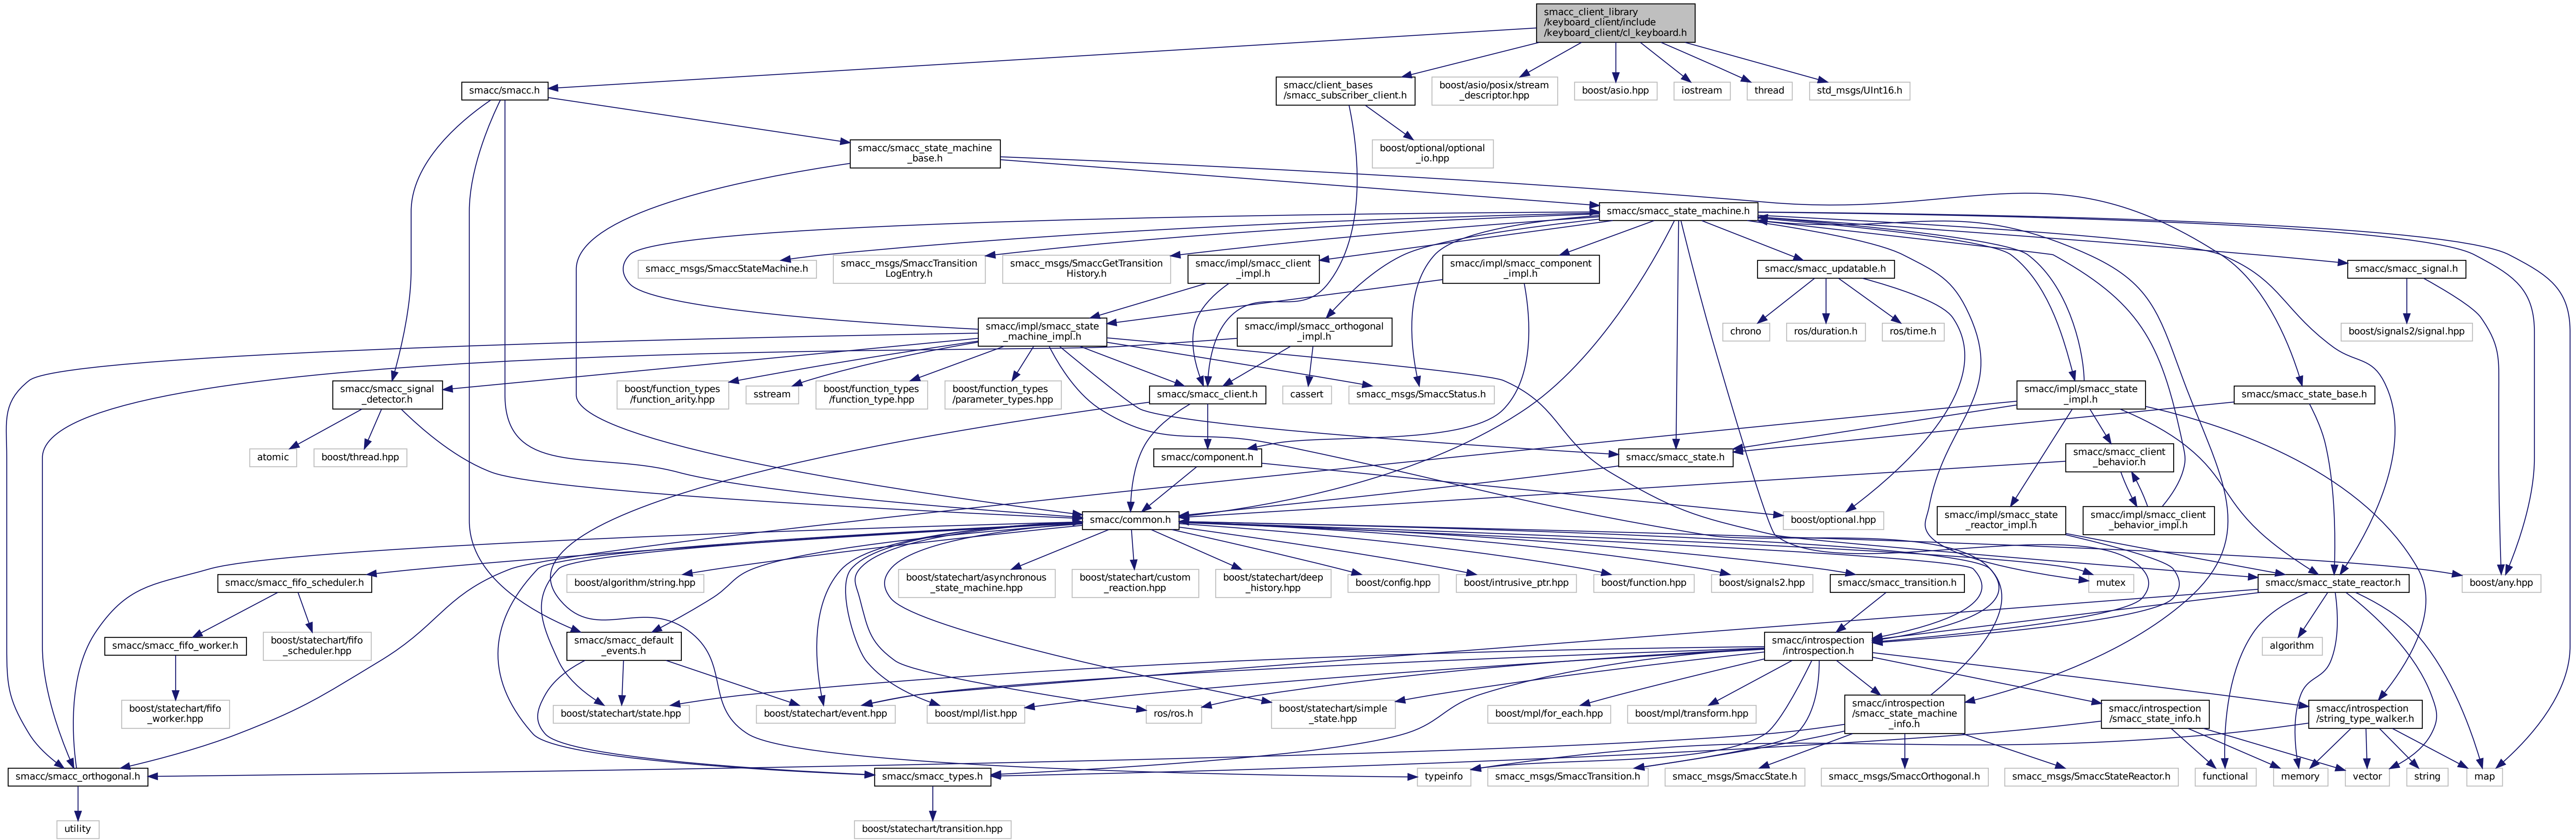 smacc_client_library
/keyboard_client/include
/keyboard_client/cl_keyboard.h
smacc/smacc.h
smacc/client_bases
/smacc_subscriber_client.h
boost/asio/posix/stream
_descriptor.hpp
boost/asio.hpp
iostream
thread
std_msgs/UInt16.h
smacc/smacc_state_machine
_base.h
boost/optional/optional
_io.hpp
smacc/smacc_state_machine.h
smacc_msgs/SmaccStateMachine.h
smacc_msgs/SmaccTransition
LogEntry.h
smacc_msgs/SmaccGetTransition
History.h
smacc/impl/smacc_client
_impl.h
smacc/impl/smacc_component
_impl.h
smacc/smacc_updatable.h
smacc/smacc_signal.h
smacc/impl/smacc_state
_machine_impl.h
smacc/impl/smacc_orthogonal
_impl.h
chrono
ros/duration.h
ros/time.h
boost/signals2/signal.hpp
smacc/smacc_signal
_detector.h
boost/function_types
/function_arity.hpp
sstream
boost/function_types
/function_type.hpp
boost/function_types
/parameter_types.hpp
smacc/smacc_client.h
cassert
smacc_msgs/SmaccStatus.h
smacc/impl/smacc_state
_impl.h
smacc/smacc_state_base.h
atomic
boost/thread.hpp
smacc/component.h
smacc/smacc_state.h
smacc/smacc_client
_behavior.h
smacc/common.h
boost/optional.hpp
smacc/impl/smacc_state
_reactor_impl.h
smacc/impl/smacc_client
_behavior_impl.h
smacc/smacc_fifo_scheduler.h
boost/algorithm/string.hpp
boost/statechart/asynchronous
_state_machine.hpp
boost/statechart/custom
_reaction.hpp
boost/statechart/deep
_history.hpp
boost/config.hpp
boost/intrusive_ptr.hpp
boost/function.hpp
boost/signals2.hpp
smacc/smacc_transition.h
mutex
smacc/smacc_state_reactor.h
boost/any.hpp
smacc/smacc_fifo_worker.h
boost/statechart/fifo
_scheduler.hpp
smacc/smacc_default
_events.h
smacc/introspection
/introspection.h
algorithm
boost/statechart/fifo
_worker.hpp
boost/statechart/state.hpp
boost/statechart/event.hpp
boost/mpl/list.hpp
ros/ros.h
boost/statechart/simple
_state.hpp
boost/mpl/for_each.hpp
boost/mpl/transform.hpp
smacc/introspection
/smacc_state_machine
_info.h
smacc/introspection
/smacc_state_info.h
smacc/introspection
/string_type_walker.h
smacc/smacc_orthogonal.h
smacc/smacc_types.h
typeinfo
smacc_msgs/SmaccTransition.h
smacc_msgs/SmaccState.h
smacc_msgs/SmaccOrthogonal.h
smacc_msgs/SmaccStateReactor.h
functional
memory
vector
string
map
utility
boost/statechart/transition.hpp